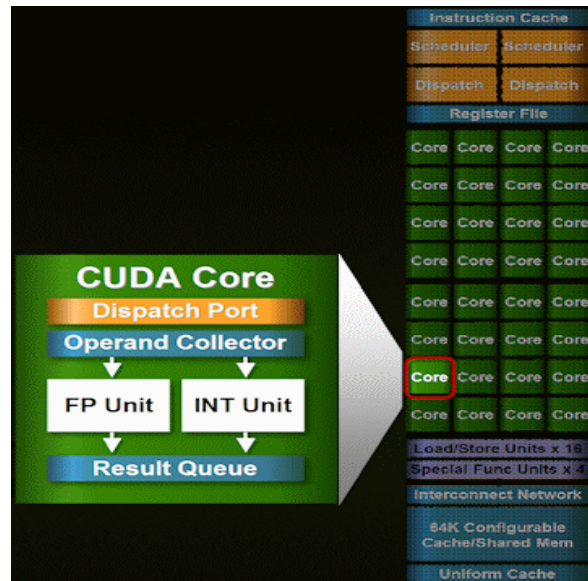 Instruction Cache
Scheduler Scheduler
Dispatch Dispatch
Register File
Core Core Core Core
Core Core Core Core
Core Core Core Core
Core Core Core Core
Core Core Core Core
Core Core Core Core
Core Core Core Core
Core Core Core Core
Load/Store Units x 16
Special Func Units x 4
Interconnect Network
64K Configurable
Cache/Shared Mem
Uniform Cache
CUDA Core
Dispatch Port
Operand Collector
FP Unit INT Unit
Result Queue